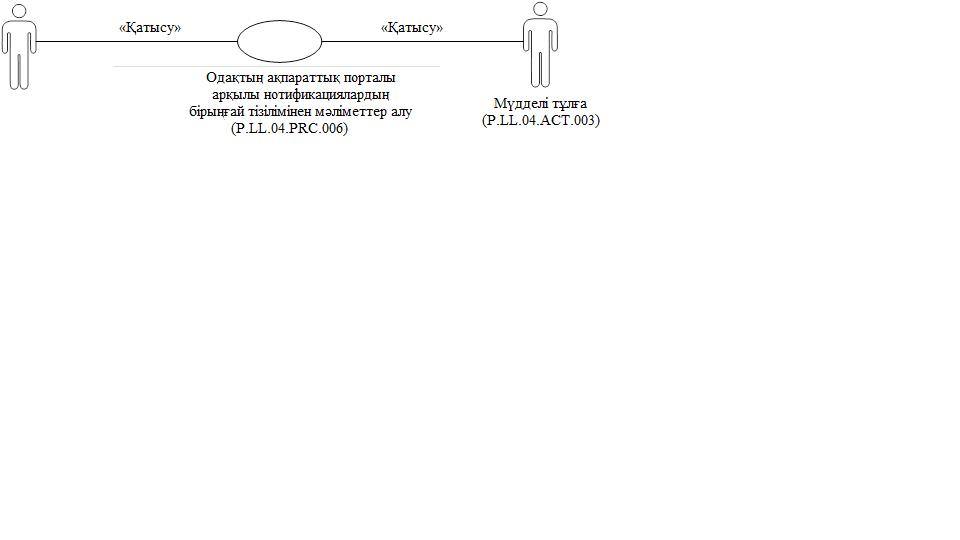 «Қатысу»
«Қатысу»
Одақтың ақпараттық порталы
арқылы нотификациялардың
бірыңғай тізілімінен мәліметтер алу
(P.LL.04.PRC.006)
Мүдделі тұлға
(P.LL.04.ACT.003)